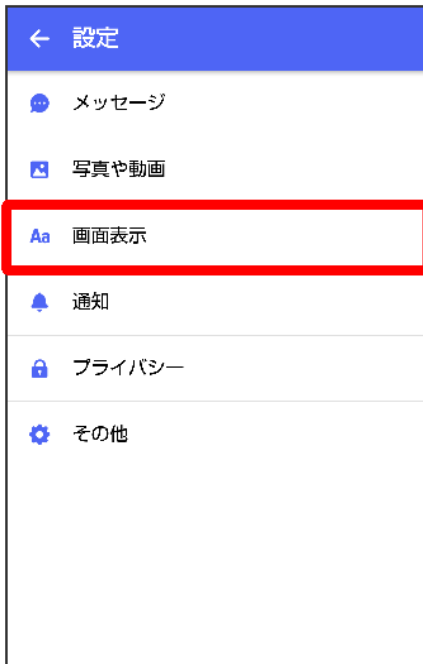 設定
メッセージ
写真や動画
Aa 画面表示
通知
プライバシー
その他